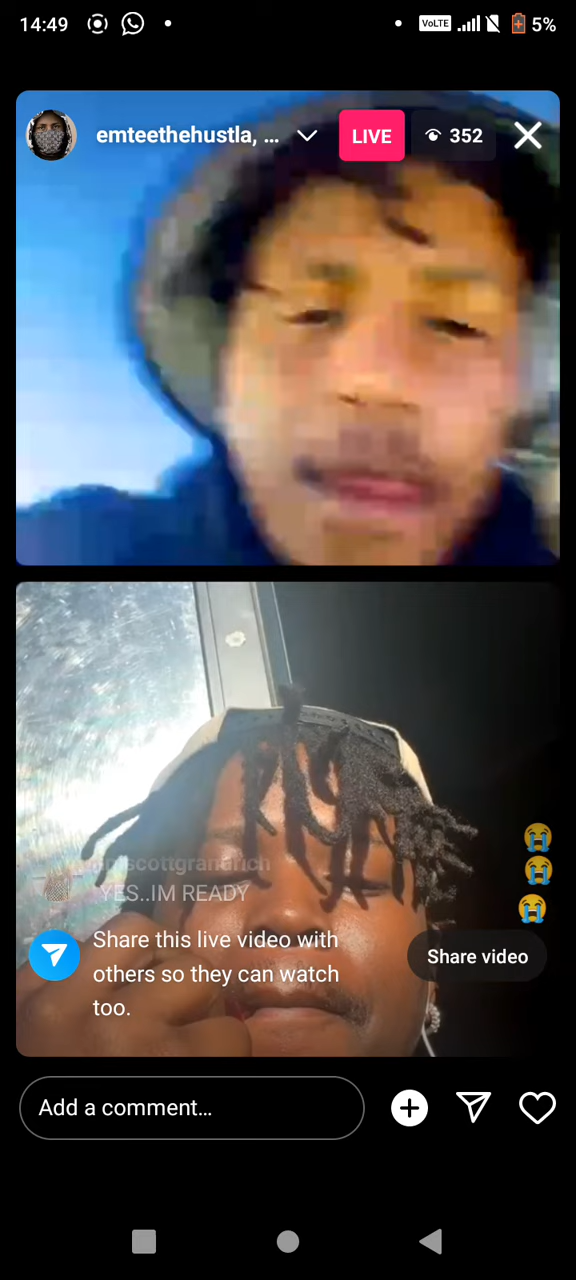 14:49
VoLTE
5%
emteethehustla, ...
LIVE
352
YES..IM READY
Share this live video with
others so they can watch
too.
Share video
Add a comment...